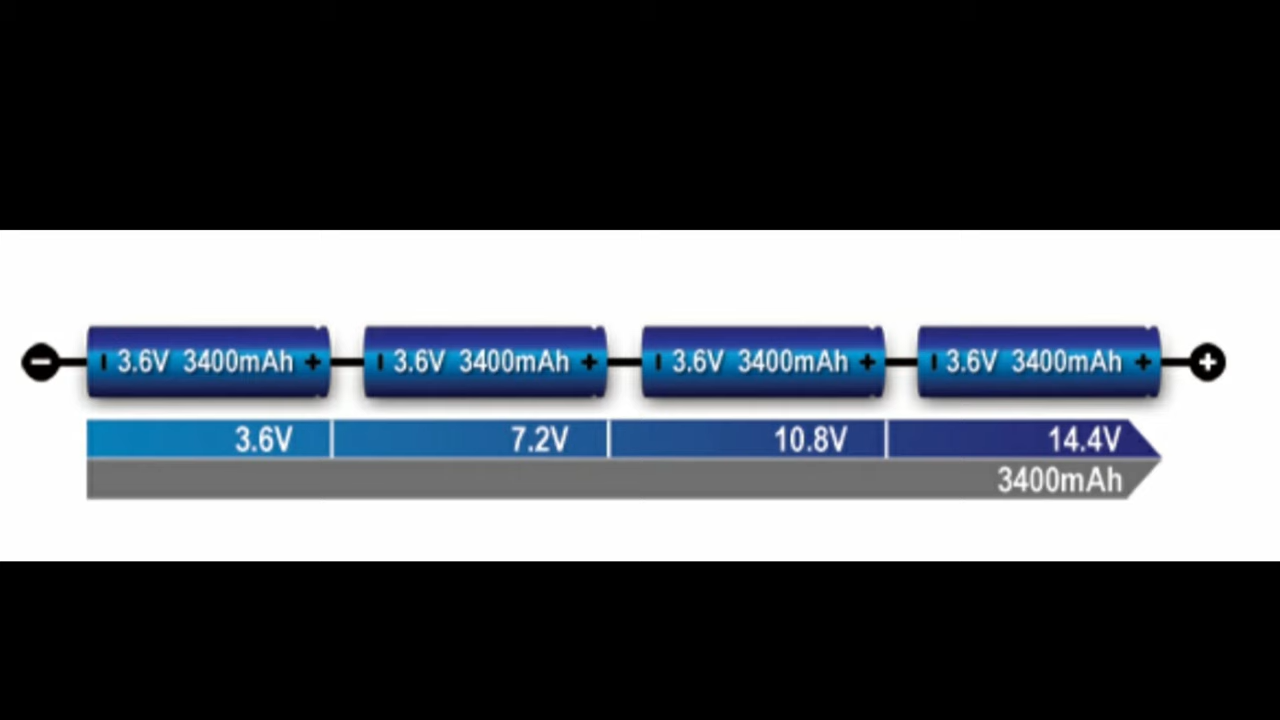 3.6V 3400mAh + 3.6V 3400mAh + 3.6V 3400mAh + 3.6V 3400mAh +
3.6V 7.2V 10.8V 14.4V
3400mAh